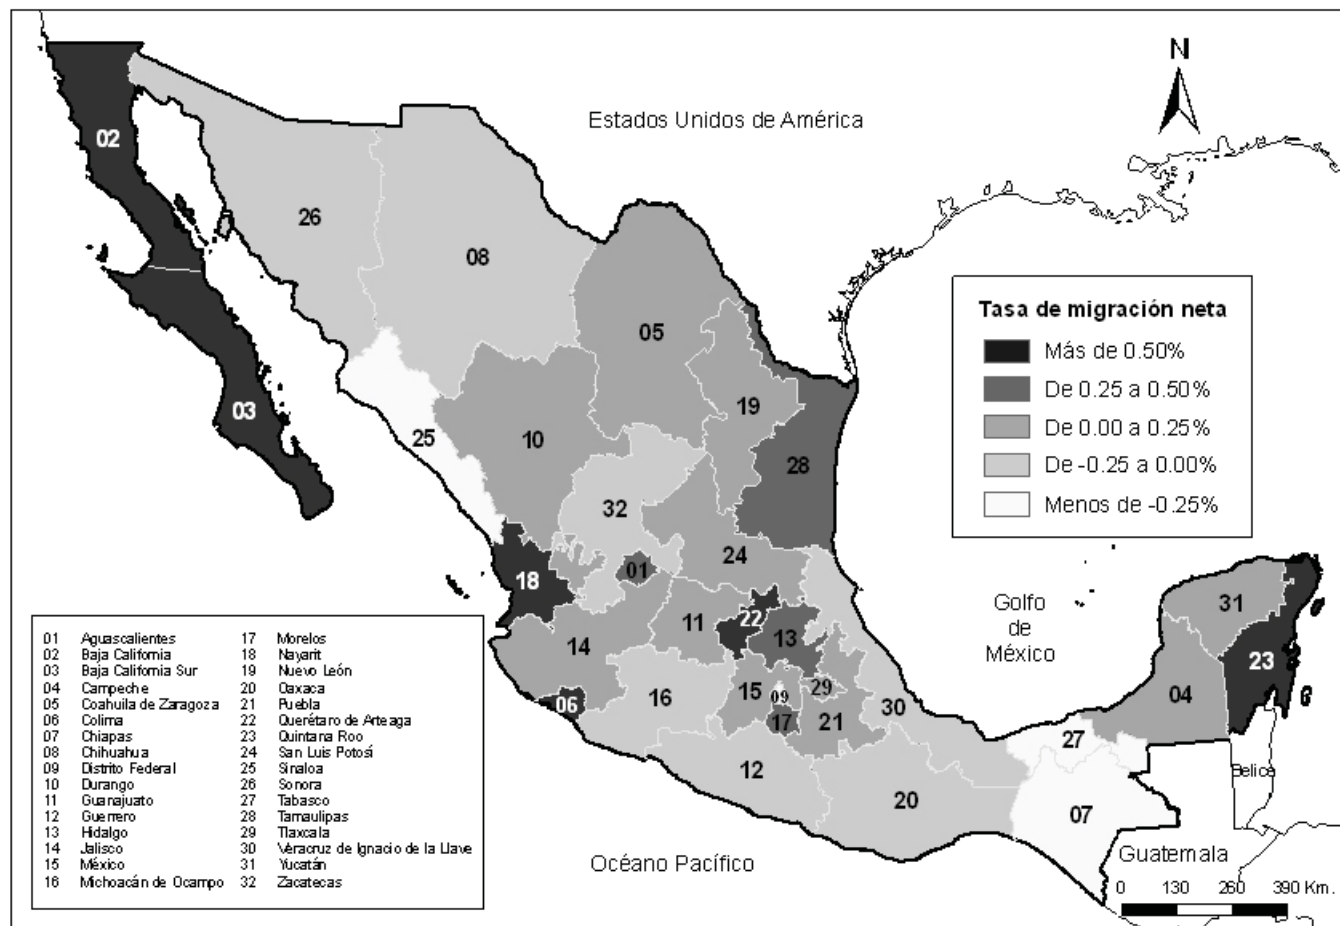 N
Estados Unidos de América
02
26
08
05
03
25
10
19
28
32
24
18
01
14
11
22
13
31
23
04
06
16
15
09
29
17
21
30
12
20
27
07
Tasa de migración neta
Más de 0.50%
De 0.25 a 0.50%
De 0.00 a 0.25%
De -0.25 a 0.00%
Menos de -0.25%
Golfo
de
México
Belice
Guatemala
Océano Pacífico
0 130 260 390 Km.
01 Aguascalientes 17 Morelos
02 Baja California 18 Nayarit
03 Baja California Sur 19 Nuevo León
04 Campeche 20 Oaxaca
05 Coahuila de Zaragoza 21 Puebla
06 Colima 22 Querétaro de Arteaga
07 Chiapas 23 Quintana Roo
08 Chihuahua 24 San Luis Potosí
09 Distrito Federal 25 Sinaloa
10 Durango 26 Sonora
11 Guanajuato 27 Tabasco
12 Guerrero 28 Tamaulipas
13 Hidalgo 29 Tlaxcala
14 Jalisco 30 Veracruz de Ignacio de la Llave
15 México 31 Yucatán
16 Michoacán de Ocampo 32 Zacatecas